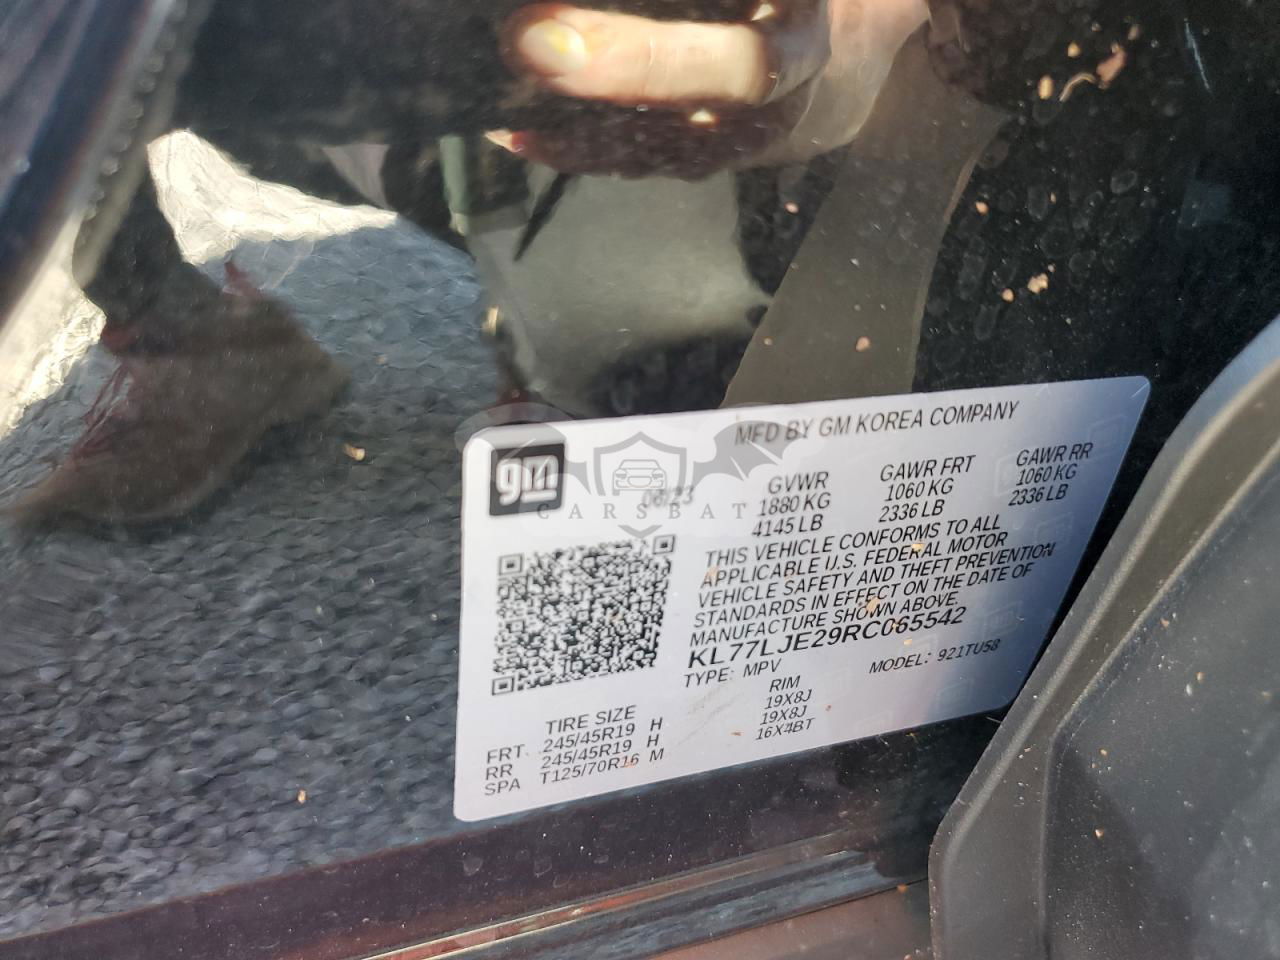 MFD BY GM KOREA COMPANY
gm
08/23
GVWR GAWR FRT GAWR RR
1880 KG 1060 KG 1060 KG
4145 LB 2336 LB 2336 LB
CARSBAT
THIS VEHICLE CONFORMS TO ALL
APPLICABLE U.S. FEDERAL MOTOR
VEHICLE SAFETY AND THEFT PREVENTION
STANDARDS IN EFFECT ON THE DATE OF
MANUFACTURE SHOWN ABOVE.
KL77LJE29RC065542
TYPE: MPV MODEL: 921TU58
TIRE SIZE RIM
FRT 245/45R19 H 19X8J
RR 245/45R19 H 19X8J
SPA T125/70R16 M 16X4BT